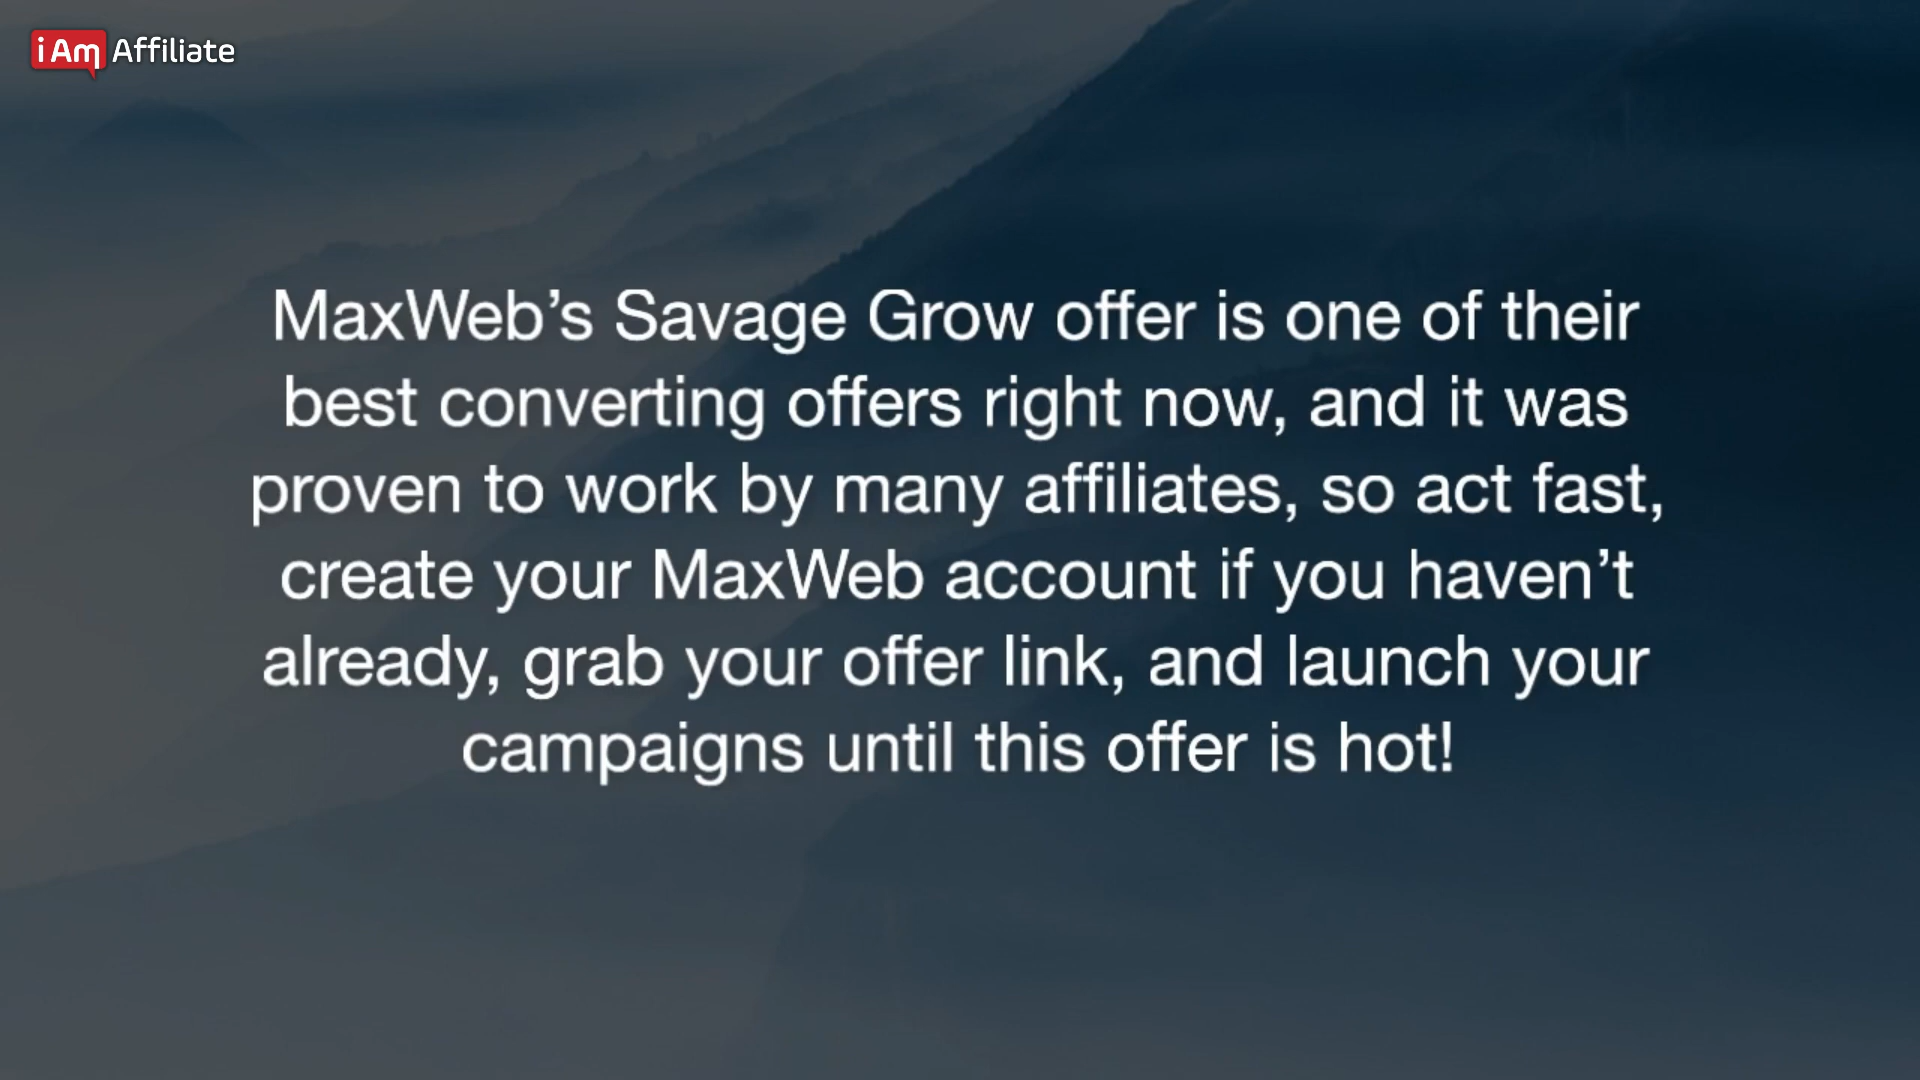 i Am Affiliate
MaxWeb’s Savage Grow offer is one of their
best converting offers right now, and it was
proven to work by many affiliates, so act fast,
create your MaxWeb account if you haven’t
already, grab your offer link, and launch your
campaigns until this offer is hot!